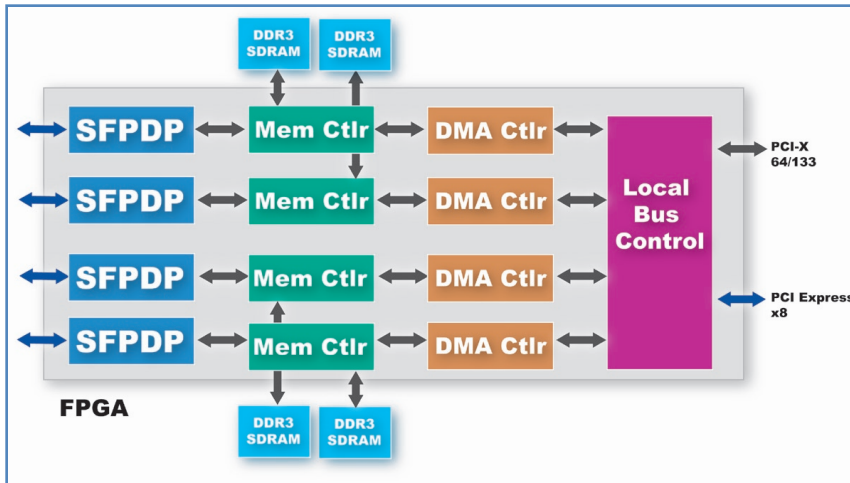 DDR3
SDRAM
DDR3
SDRAM
SFPDP
Mem Ctlr
DMA Ctlr
SFPDP
Mem Ctlr
DMA Ctlr
SFPDP
Mem Ctlr
DMA Ctlr
SFPDP
Mem Ctlr
DMA Ctlr
Local
Bus
Control
PCI-X
64/133
PCI Express
x8
FPGA
DDR3
SDRAM
DDR3
SDRAM